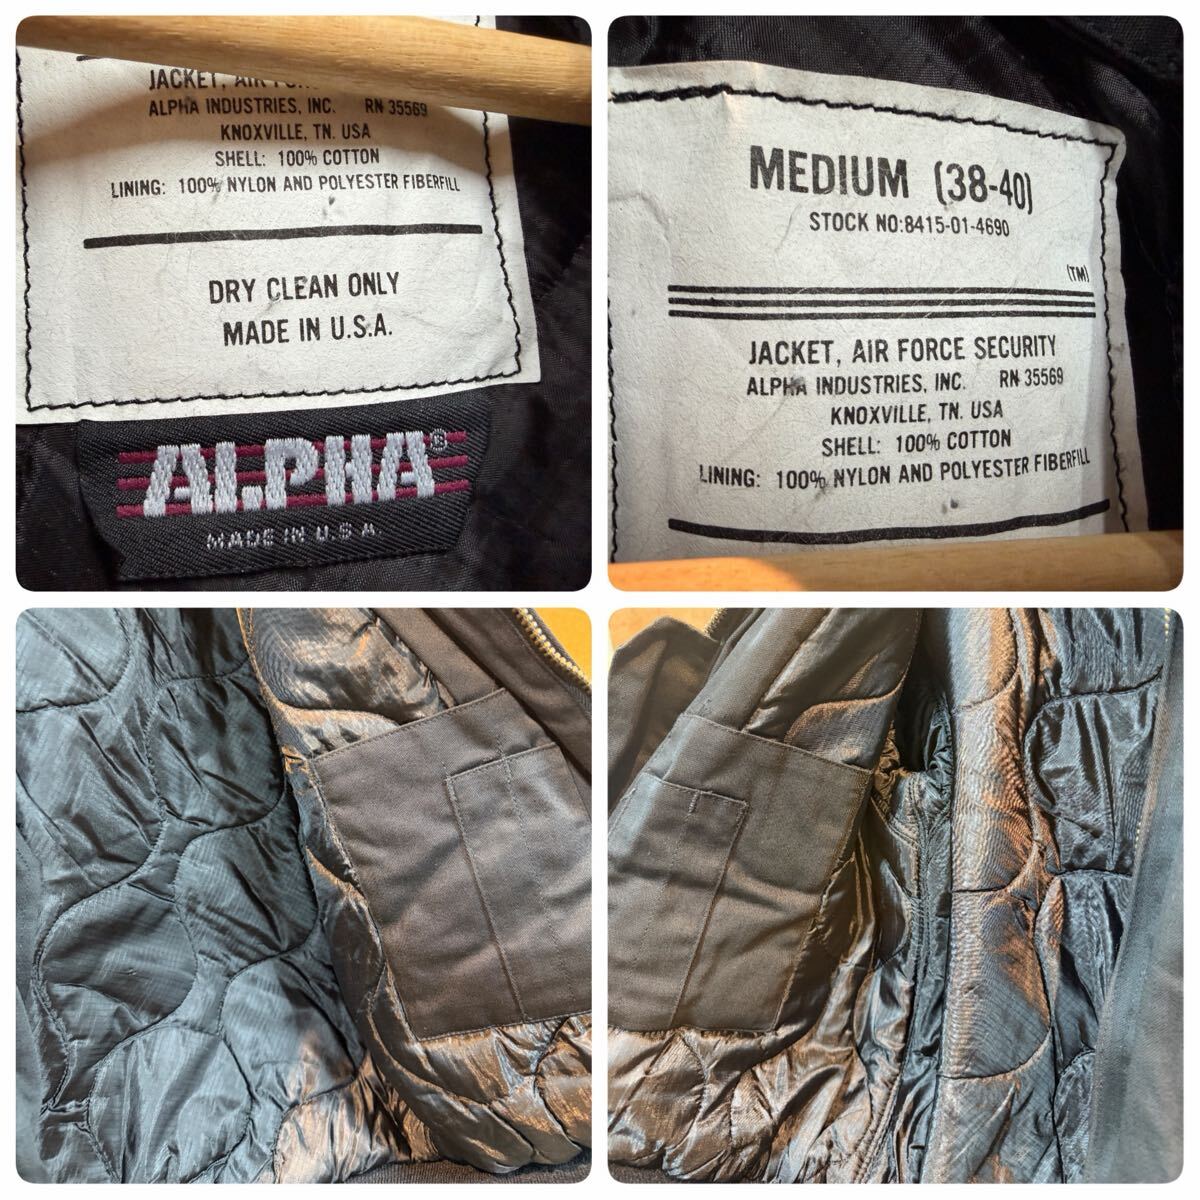 JACKET, AIR
ALPHA INDUSTRIES, INC. RN 35569
KNOXVILLE, TN. USA
SHELL: 100% COTTON
LINING: 100% NYLON AND POLYESTER FIBERFILL
DRY CLEAN ONLY
MADE IN U.S.A.
ALPHA®
MADE IN U.S.A.
MEDIUM (38-40)
STOCK NO:8415-01-4690
(TM)
JACKET, AIR FORCE SECURITY
ALPHA INDUSTRIES, INC. RN 35569
KNOXVILLE, TN. USA
SHELL: 100% COTTON
LINING: 100% NYLON AND POLYESTER FIBERFILL